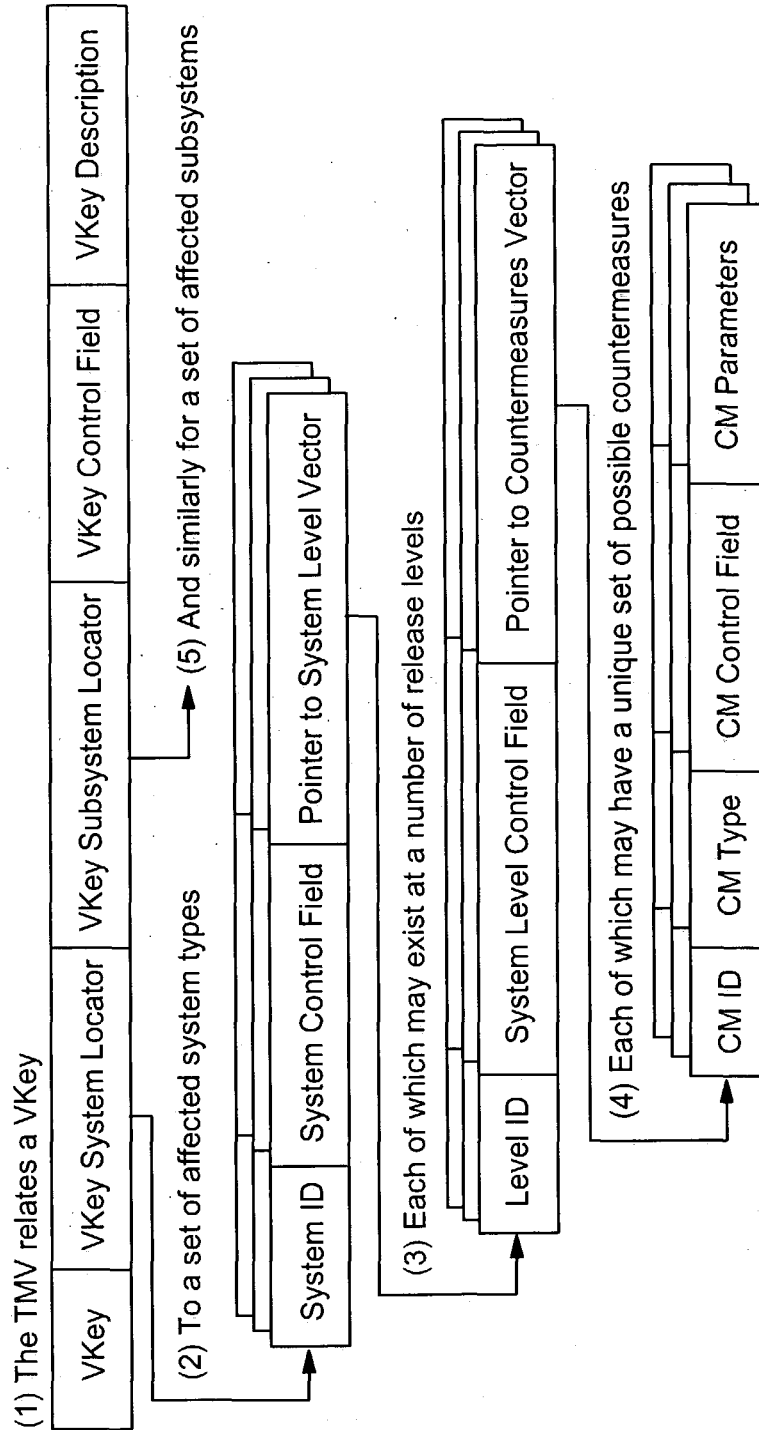 (1) The TMV relates a VKey
VKey | VKey System Locator | VKey Subsystem Locator | VKey Control Field | VKey Description
(5) And similarly for a set of affected subsystems
(2) To a set of affected system types
System ID | System Control Field | Pointer to System Level Vector
(3) Each of which may exist at a number of release levels
Level ID | System Level Control Field | Pointer to Countermeasures Vector
(4) Each of which may have a unique set of possible countermeasures
CM ID | CM Type | CM Control Field | CM Parameters